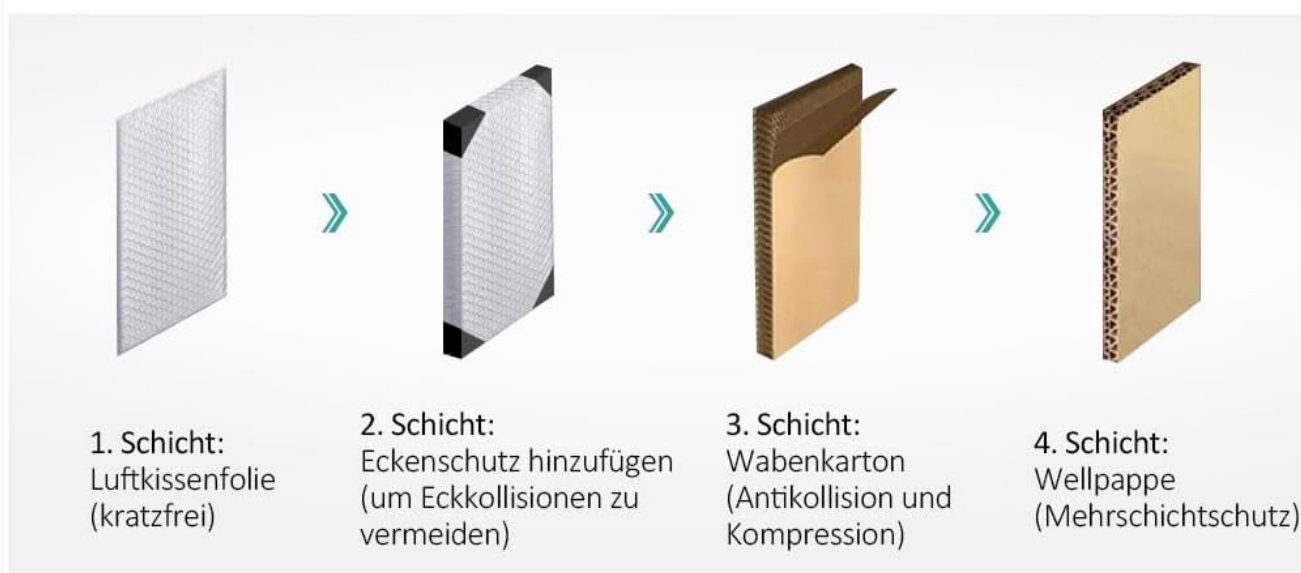 1. Schicht:
Luftkissenfolie
(kratzfrei)
2. Schicht:
Eckenschutz hinzufügen
(um Eckkollisionen zu
vermeiden)
3. Schicht:
Wabenkarton
(Antikollision und
Kompression)
4. Schicht:
Wellpappe
(Mehrschichtschutz)